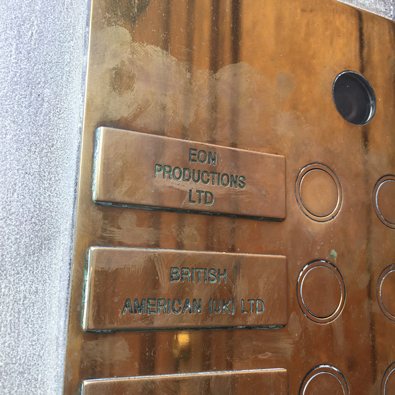 EON
PRODUCTIONS
LTD
BRITISH
AMERICAN (UK) LTD